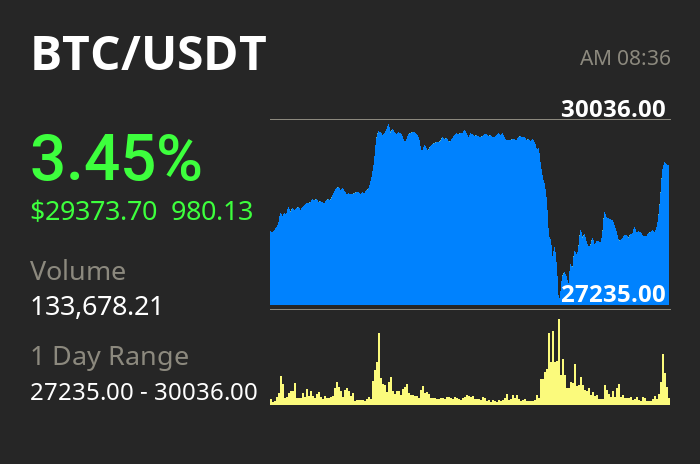 BTC/USDT
AM 08:36
30036.00
3.45%
$29373.70 980.13
Volume
133,678.21
27235.00
1 Day Range
27235.00 - 30036.00